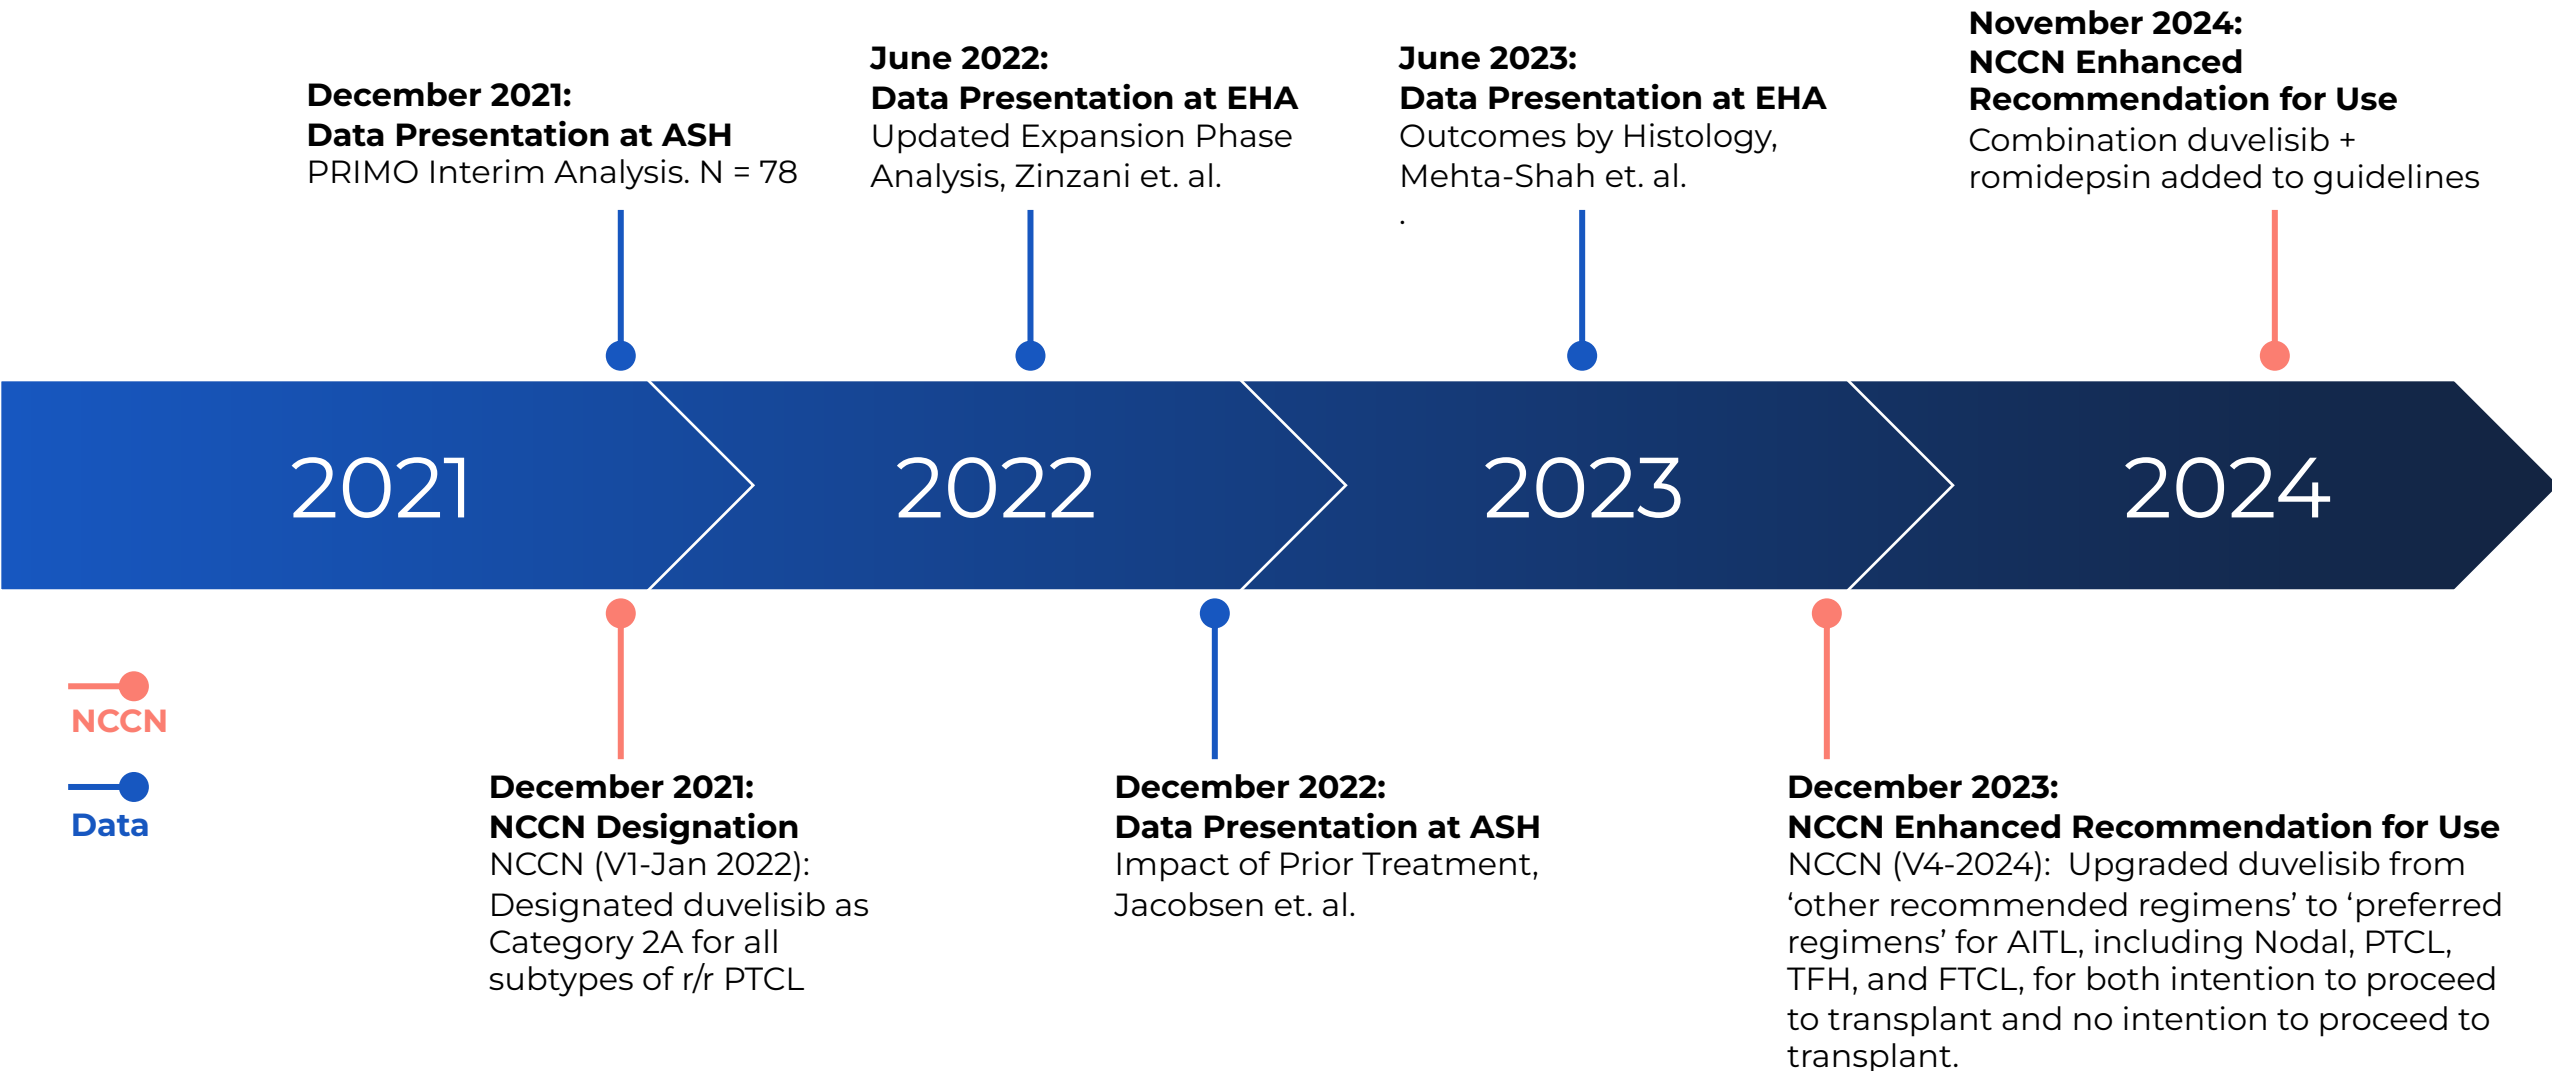 December 2021:
Data Presentation at ASH
PRIMO Interim Analysis. N = 78
June 2022:
Data Presentation at EHA
Updated Expansion Phase
Analysis, Zinzani et. al.
June 2023:
Data Presentation at EHA
Outcomes by Histology,
Mehta-Shah et. al.
.
November 2024:
NCCN Enhanced
Recommendation for Use
Combination duvelisib +
romidepsin added to guidelines
2021
2022
2023
2024
NCCN
Data
December 2021:
NCCN Designation
NCCN (V1-Jan 2022):
Designated duvelisib as
Category 2A for all
subtypes of r/r PTCL
December 2022:
Data Presentation at ASH
Impact of Prior Treatment,
Jacobsen et. al.
December 2023:
NCCN Enhanced Recommendation for Use
NCCN (V4-2024):  Upgraded duvelisib from
‘other recommended regimens’ to ‘preferred
regimens’ for AITL, including Nodal, PTCL,
TFH, and FTCL, for both intention to proceed
to transplant and no intention to proceed to
transplant.